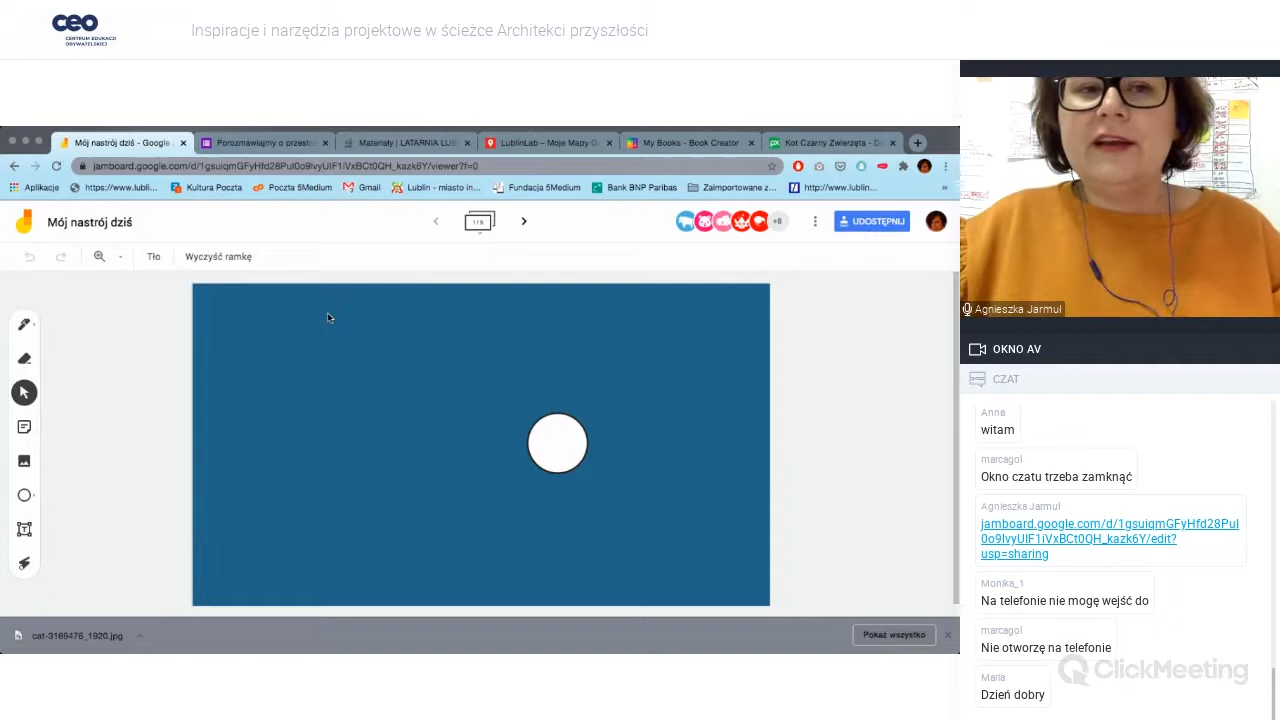 ceo
CENTRUM EDUKACJI
OBYWATELSKIEJ
Inspiracje i narzędzia projektowe w ścieżce Architekci przyszłości
Mój nastrój dziś - Google
Porozmawiajmy o przestrz
Materiały | LATARNIA LUB
LublinLab – Moje Mapy G
My Books - Book Creator
Kot Czarny Zwierzęta - Da
jamboard.google.com/d/1gsuiqmGFyHfd28PuI0o9IvyUIF1iVxBCt0QH_kazk6Y/viewer?f=0
Aplikacje
https://www.lubli...
Kultura Poczta
Poczta 5Medium
Gmail
Lublin - miasto in...
Fundacja 5Medium
Bank BNP Paribas
Zaimportowane z...
http://www.lublin...
Mój nastrój dziś
1/8
+8
UDOSTĘPNIJ
Tło
Wyczyść ramkę
cat-3169476_1920.jpg
Pokaż wszystko
Agnieszka Jarmuł
OKNO AV
CZAT
Anna
witam
marcagol
Okno czatu trzeba zamknąć
Agnieszka Jarmuł
jamboard.google.com/d/1gsuiqmGFyHfd28PuI
0o9IvyUIF1iVxBCt0QH_kazk6Y/edit?
usp=sharing
Monika_1
Na telefonie nie mogę wejść do
marcagol
Nie otworzę na telefonie
Maria
Dzień dobry
ClickMeeting